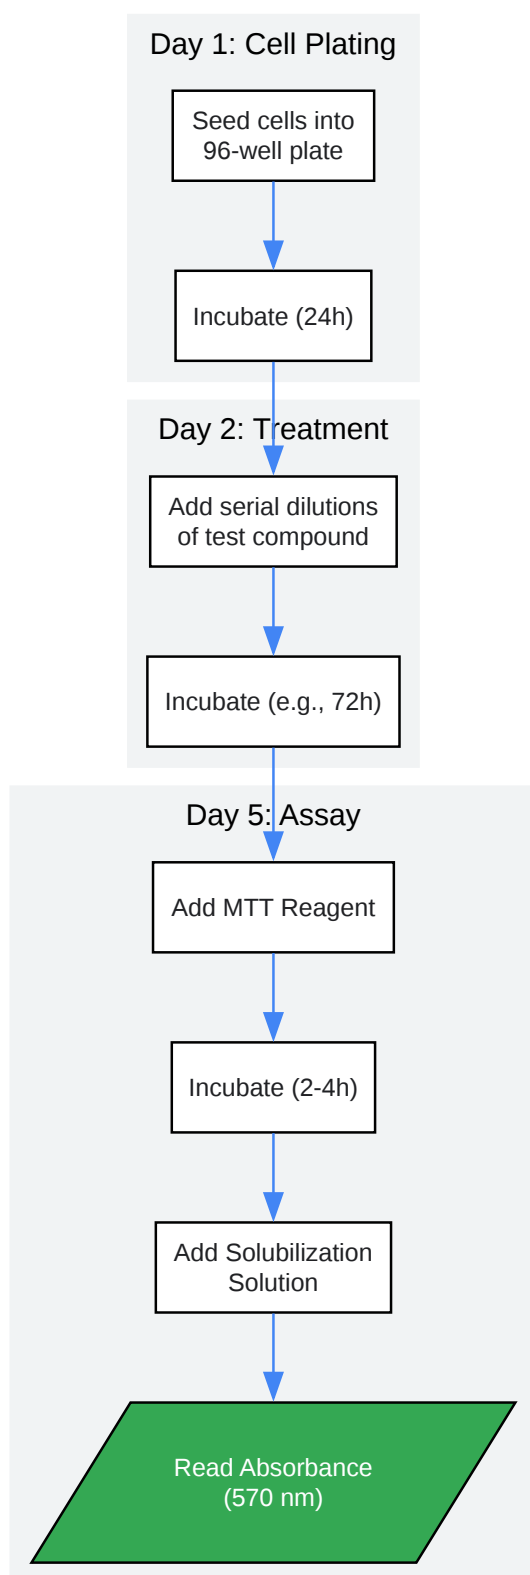 Day 1: Cell Plating
Seed cells into
96-well plate
Incubate (24h)
Day 2: Treatment
Add serial dilutions
of test compound
Incubate (e.g., 72h)
Day 5: Assay
Add MTT Reagent
Incubate (2-4h)
Add Solubilization
Solution
Read Absorbance
(570 nm)